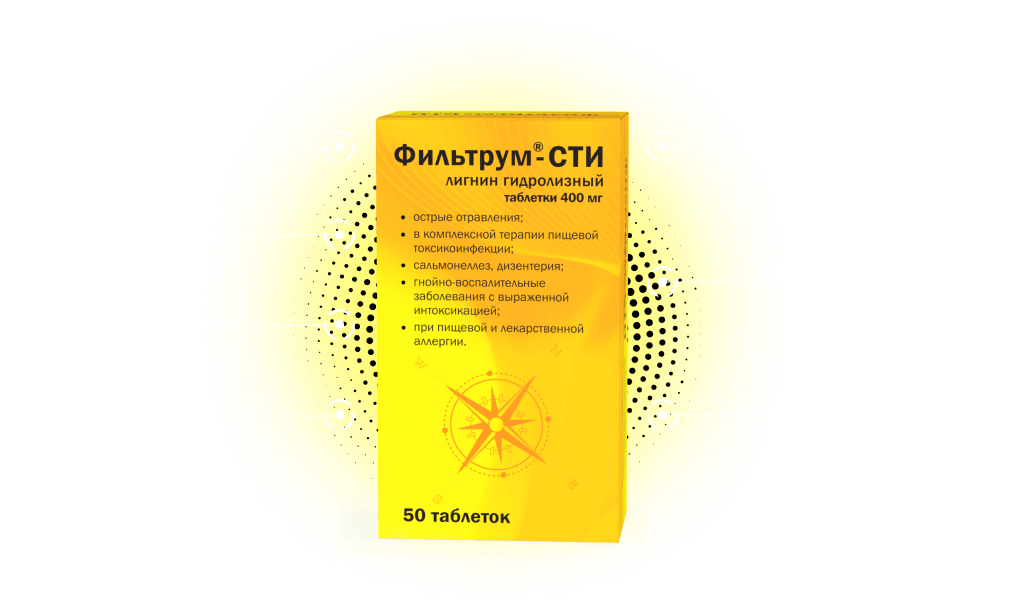 Фильтрум®-СТИ
лигнин гидролизный
таблетки 400 мг
• острые отравления;
• в комплексной терапии пищевой
токсикоинфекции;
• сальмонеллез, дизентерия;
• гнойно-воспалительные
заболевания с выраженной
интоксикацией;
• при пищевой и лекарственной
аллергии.
W N
S E
50 таблеток